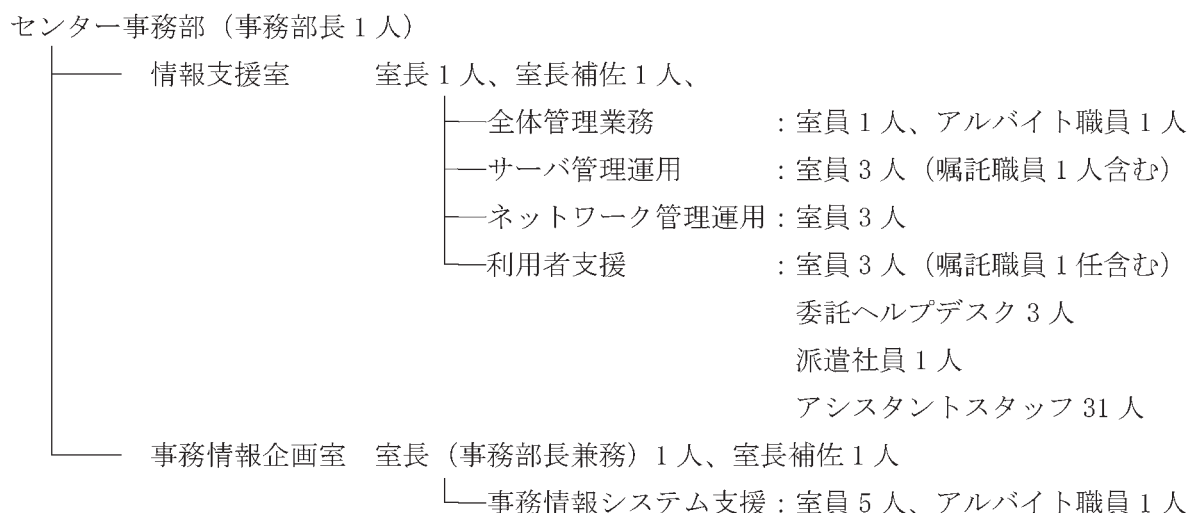 センター事務部（事務部長 1 人）
情報支援室 室長 1 人、室長補佐 1 人、
全体管理業務 ：室員 1 人、アルバイト職員 1 人
サーバ管理運用 ：室員 3 人（嘱託職員 1 人含む）
ネットワーク管理運用：室員 3 人
利用者支援 ：室員 3 人（嘱託職員 1 任含む）
委託ヘルプデスク 3 人
派遣社員 1 人
アシスタントスタッフ 31 人
事務情報企画室 室長（事務部長兼務）1 人、室長補佐 1 人
事務情報システム支援：室員 5 人、アルバイト職員 1 人